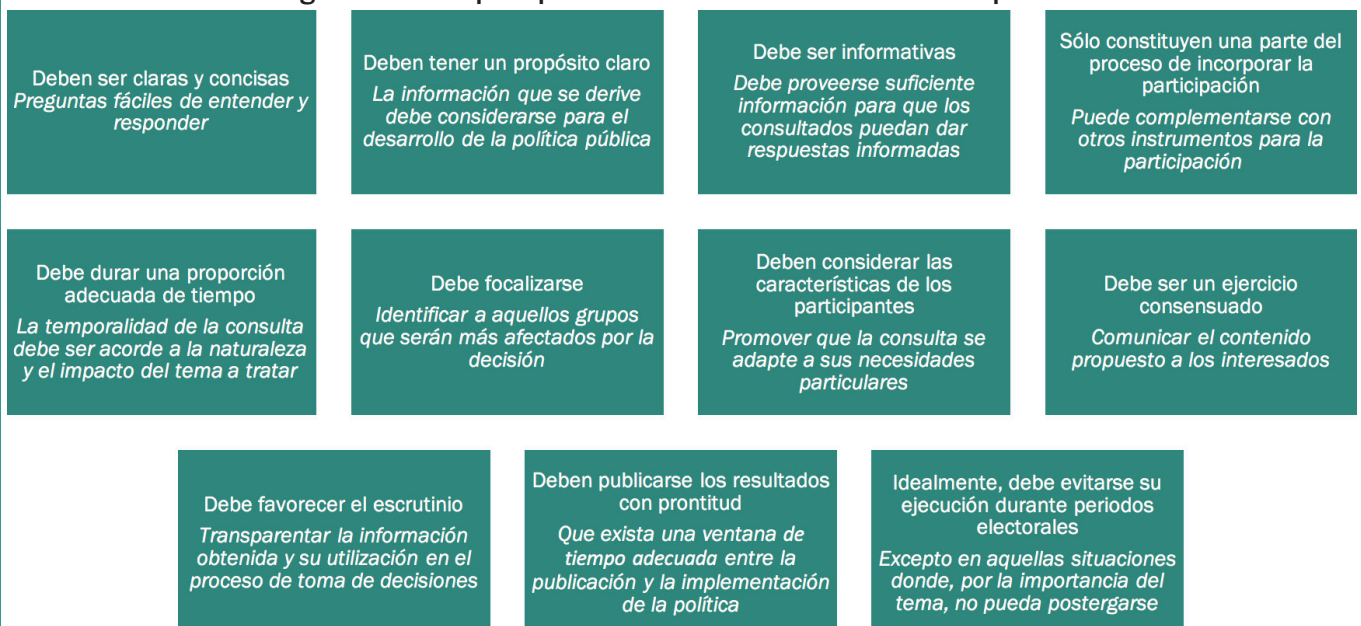 Deben ser claras y concisas
Preguntas fáciles de entender y
responder
Deben tener un propósito claro
La información que se derive
debe considerarse para el
desarrollo de la política pública
Debe ser informativas
Debe proveerse suficiente
información para que los
consultados puedan dar
respuestas informadas
Sólo constituyen una parte del
proceso de incorporar la
participación
Puede complementarse con
otros instrumentos para la
participación
Debe durar una proporción
adecuada de tiempo
La temporalidad de la consulta
debe ser acorde a la naturaleza
y el impacto del tema a tratar
Debe focalizarse
Identificar a aquellos grupos
que serán más afectados por la
decisión
Deben considerar las
características de los
participantes
Promover que la consulta se
adapte a sus necesidades
particulares
Debe ser un ejercicio
consensuado
Comunicar el contenido
propuesto a los interesados
Debe favorecer el escrutinio
Transparentar la información
obtenida y su utilización en el
proceso de toma de decisiones
Deben publicarse los resultados
con prontitud
Que exista una ventana de
tiempo adecuada entre la
publicación y la implementación
de la política
Idealmente, debe evitarse su
ejecución durante periodos
electorales
Excepto en aquellas situaciones
donde, por la importancia del
tema, no pueda postergarse